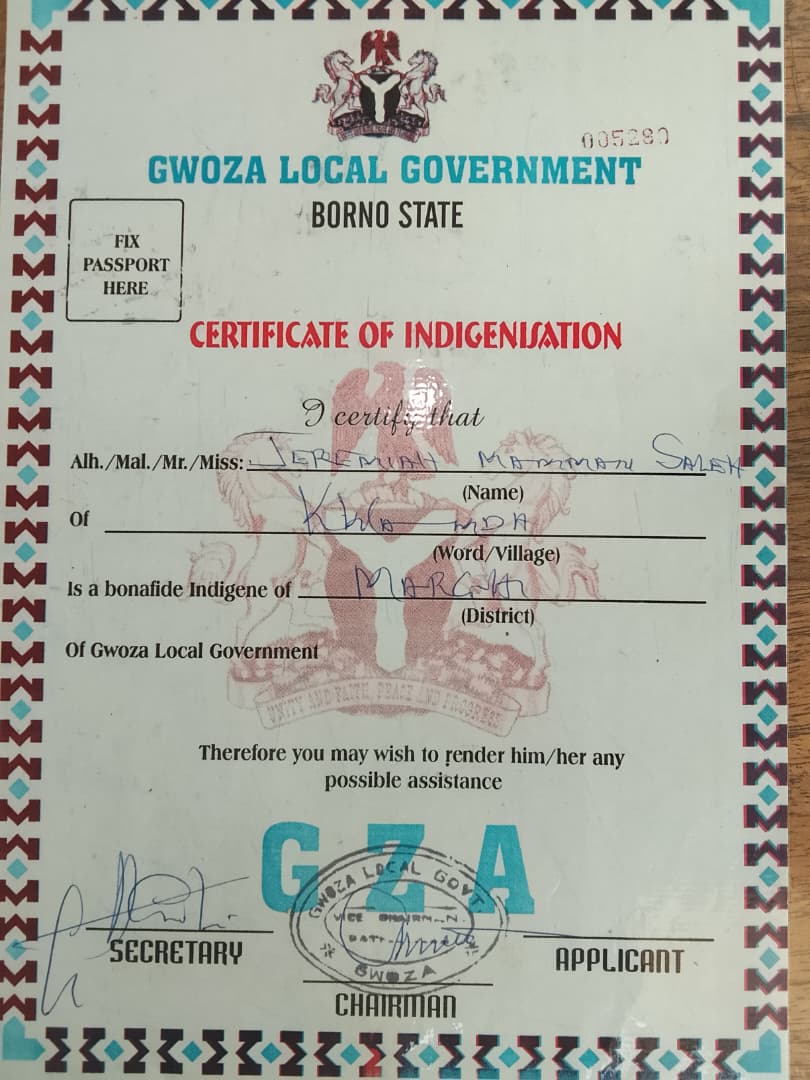 005280
GWOZA LOCAL GOVERNMENT
BORNO STATE
FIX
PASSPORT
HERE
CERTIFICATE OF INDIGENISATION
I certify that
Alh./Mal./Mr./Miss: JEREMIAH MAMMAN SALEH
(Name)
Of
(Word/Village)
Is a bonafide Indigene of
(District)
Of Gwoza Local Government
UNITY AND FAITH, PEACE AND PROGRESS
Therefore you may wish to render him/her any
possible assistance
GZA
GWOZA LOCAL GOVT
VICE CHAIRMAN
DATE
GWOZA
SECRETARY
APPLICANT
CHAIRMAN